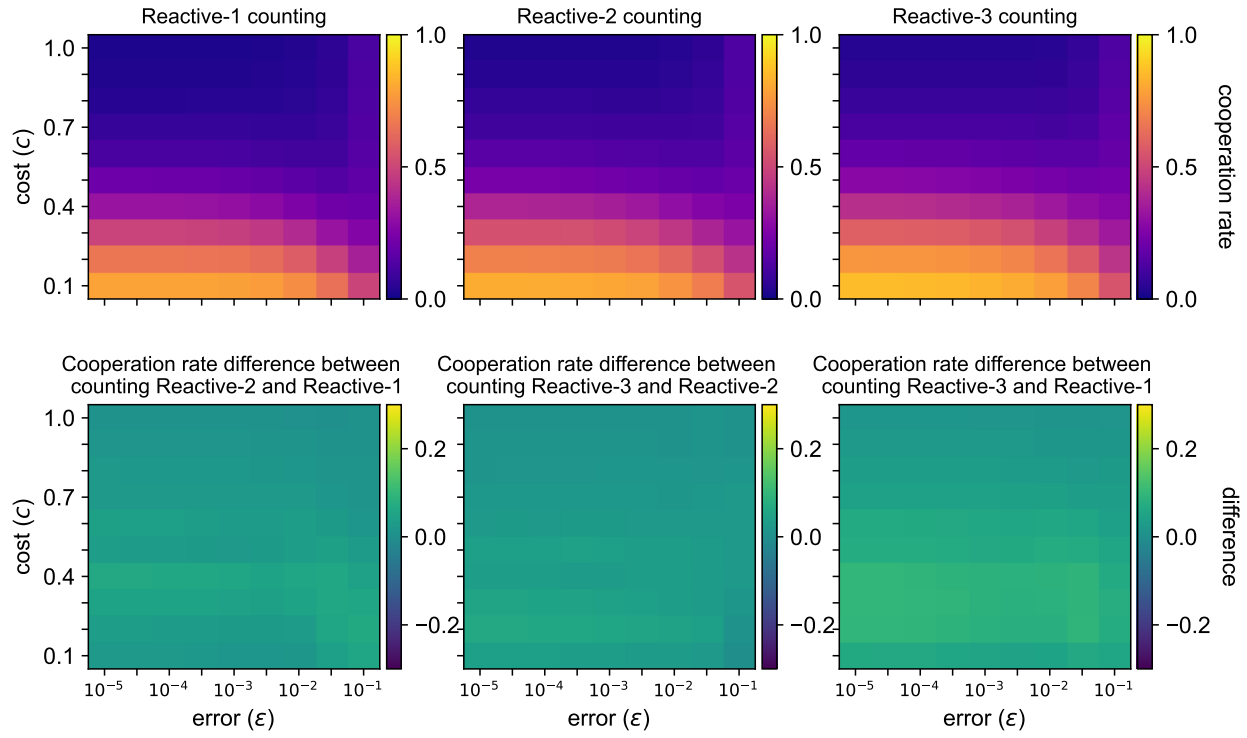 Reactive-1 counting
Reactive-2 counting
Reactive-3 counting
cost (c)
1.0
0.7
0.4
0.1
1.0
0.5
0.0
1.0
0.5
0.0
1.0
0.5
0.0
cooperation rate
Cooperation rate difference between
counting Reactive-2 and Reactive-1
Cooperation rate difference between
counting Reactive-3 and Reactive-2
Cooperation rate difference between
counting Reactive-3 and Reactive-1
cost (c)
1.0
0.7
0.4
0.1
0.2
0.0
−0.2
0.2
0.0
−0.2
0.2
0.0
−0.2
difference
10⁻⁵ 10⁻⁴ 10⁻³ 10⁻² 10⁻¹
10⁻⁵ 10⁻⁴ 10⁻³ 10⁻² 10⁻¹
10⁻⁵ 10⁻⁴ 10⁻³ 10⁻² 10⁻¹
error (ε)
error (ε)
error (ε)